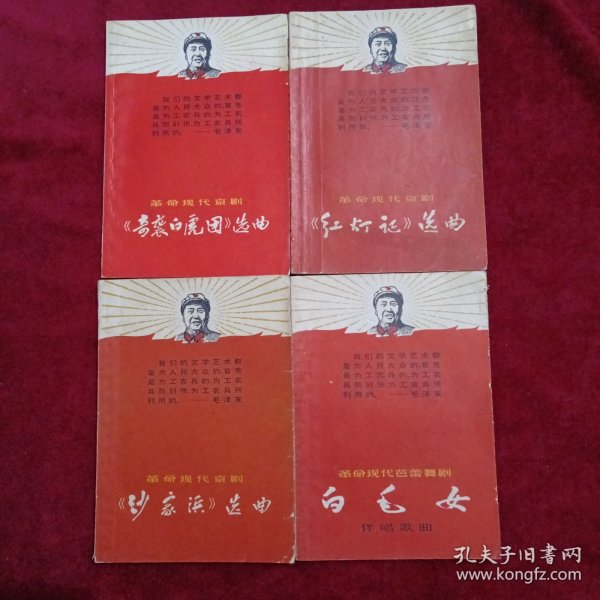 我们的文学艺术都
是为人民大众的，首先
是为工农兵的，为工农
兵而创作，为工农兵所
利用的。——毛泽东
革命现代京剧
《奇袭白虎团》选曲
我们的文学艺术都
是为人民大众的，首先
是为工农兵的，为工农
兵而创作，为工农兵所
利用的。——毛泽东
革命现代京剧
《红灯记》选曲
我们的文学艺术都
是为人民大众的，首先
是为工农兵的，为工农
兵而创作，为工农兵所
利用的。——毛泽东
革命现代京剧
《沙家浜》选曲
我们的文学艺术都
是为人民大众的，首先
是为工农兵的，为工农
兵而创作，为工农兵所
利用的。——毛泽东
革命现代芭蕾舞剧
白毛女
伴唱歌曲
孔夫子旧书网
www.kongfz.com